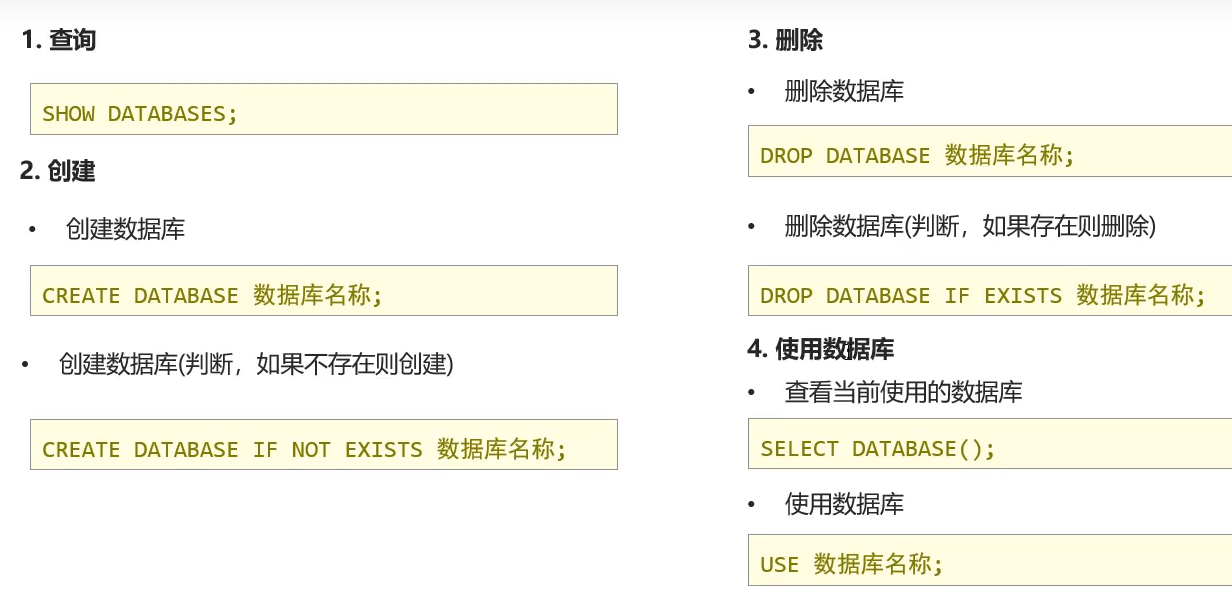 1. 查询
SHOW DATABASES;
2. 创建
• 创建数据库
CREATE DATABASE 数据库名称;
• 创建数据库(判断，如果不存在则创建)
CREATE DATABASE IF NOT EXISTS 数据库名称;
3. 删除
• 删除数据库
DROP DATABASE 数据库名称;
• 删除数据库(判断，如果存在则删除)
DROP DATABASE IF EXISTS 数据库名称;
4. 使用数据库
• 查看当前使用的数据库
SELECT DATABASE();
• 使用数据库
USE 数据库名称;